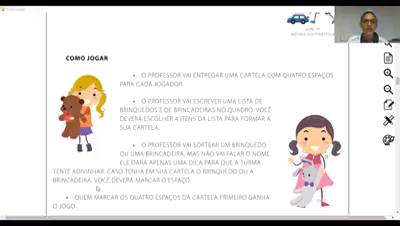 COMO JOGAR
• O PROFESSOR VAI ENTREGAR UMA CARTELA COM QUATRO ESPAÇOS
PARA CADA JOGADOR.
• O PROFESSOR VAI ESCREVER UMA LISTA DE
BRINQUEDOS E DE BRINCADEIRAS NO QUADRO. VOCÊ
DEVERÁ ESCOLHER 4 ITENS DA LISTA PARA FORMAR A
SUA CARTELA.
• O PROFESSOR VAI SORTEAR UM BRINQUEDO
OU UMA BRINCADEIRA, MAS NÃO VAI FALAR O NOME.
ELE DARÁ APENAS UMA DICA PARA QUE A TURMA
TENTE ADIVINHAR. CASO TENHA EM SUA CARTELA O BRINQUEDO OU A
BRINCADEIRA, VOCÊ DEVERÁ MARCAR O ESPAÇO.
• QUEM MARCAR OS QUATRO ESPAÇOS DA CARTELA PRIMEIRO GANHA
O JOGO